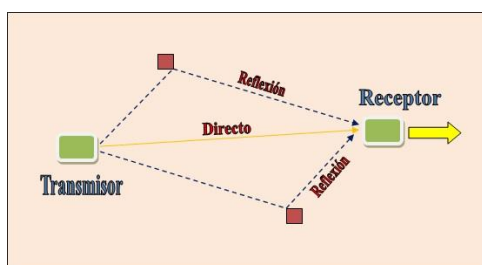 Reflexión
Receptor
Directo
Transmisor
Reflexión